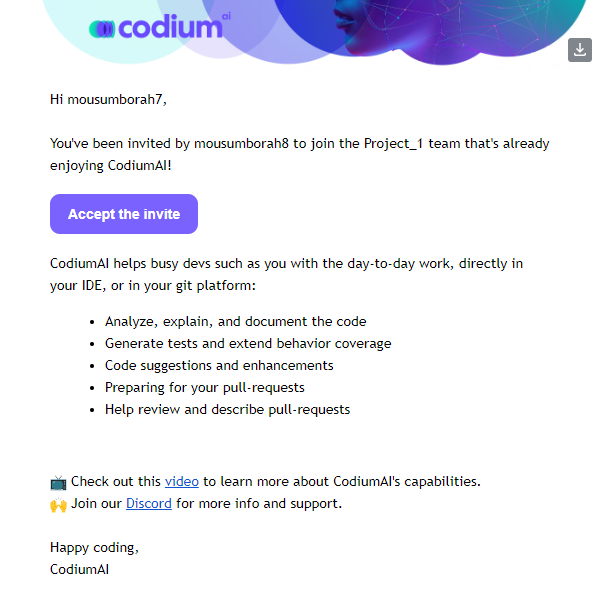 codium ai
Hi mousumborah7,
You've been invited by mousumborah8 to join the Project_1 team that's already
enjoying CodiumAI!
Accept the invite
CodiumAI helps busy devs such as you with the day-to-day work, directly in
your IDE, or in your git platform:
• Analyze, explain, and document the code
• Generate tests and extend behavior coverage
• Code suggestions and enhancements
• Preparing for your pull-requests
• Help review and describe pull-requests
📺 Check out this video to learn more about CodiumAI's capabilities.
🙌 Join our Discord for more info and support.
Happy coding,
CodiumAI